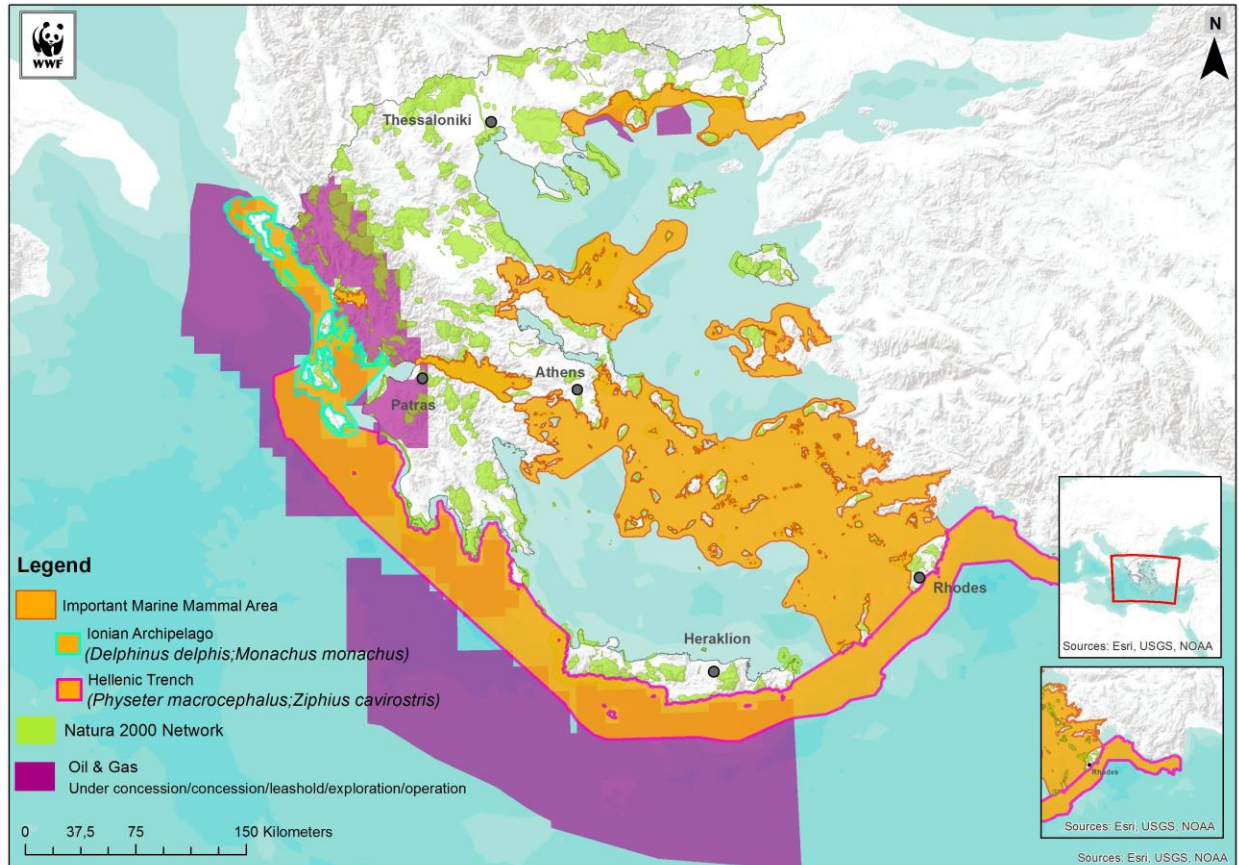 WWF
N
Thessaloniki
Athens
Patras
Rhodes
Heraklion
Legend
Important Marine Mammal Area
Ionian Archipelago
(Delphinus delphis;Monachus monachus)
Hellenic Trench
(Physeter macrocephalus;Ziphius cavirostris)
Natura 2000 Network
Oil & Gas
Under concession/concession/leashold/exploration/operation
0 37,5 75 150 Kilometers
Sources: Esri, USGS, NOAA
Rhodes
Sources: Esri, USGS, NOAA
Sources: Esri, USGS, NOAA